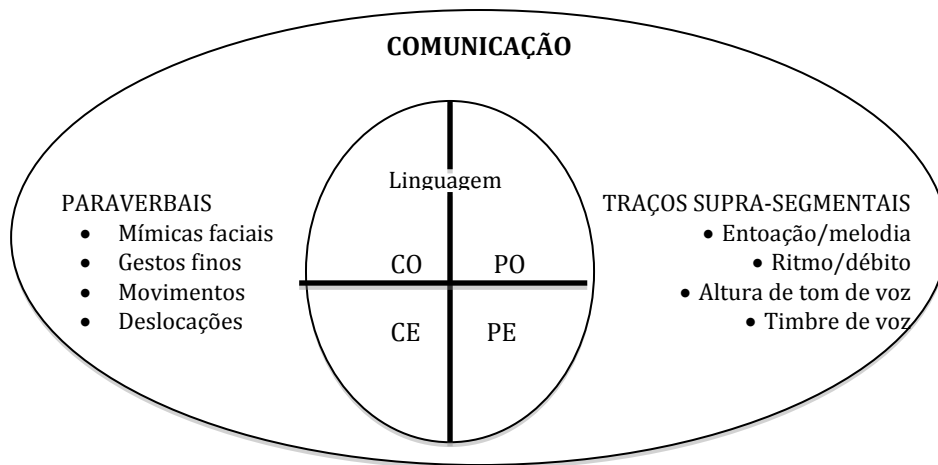 COMUNICAÇÃO
Linguagem
PARAVERBAIS
• Mímicas faciais
• Gestos finos
• Movimentos
• Deslocações
CO PO
CE PE
TRAÇOS SUPRA-SEGMENTAIS
• Entoação/melodia
• Ritmo/débito
• Altura de tom de voz
• Timbre de voz